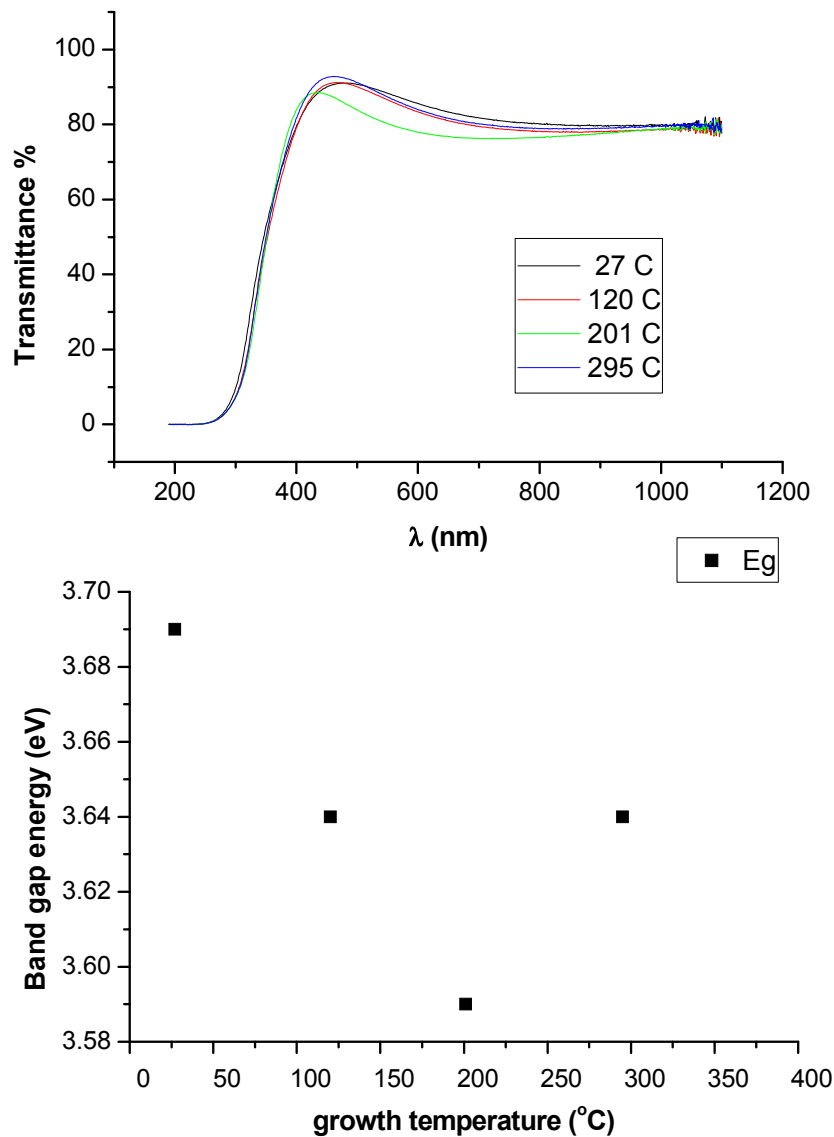 100
80
60
40
20
0
Transmittance %
27 C
120 C
201 C
295 C
200 400 600 800 1000 1200
λ (nm)
Eg
3.70
3.68
3.66
3.64
3.62
3.60
3.58
Band gap energy (eV)
0 50 100 150 200 250 300 350 400
growth temperature (°C)